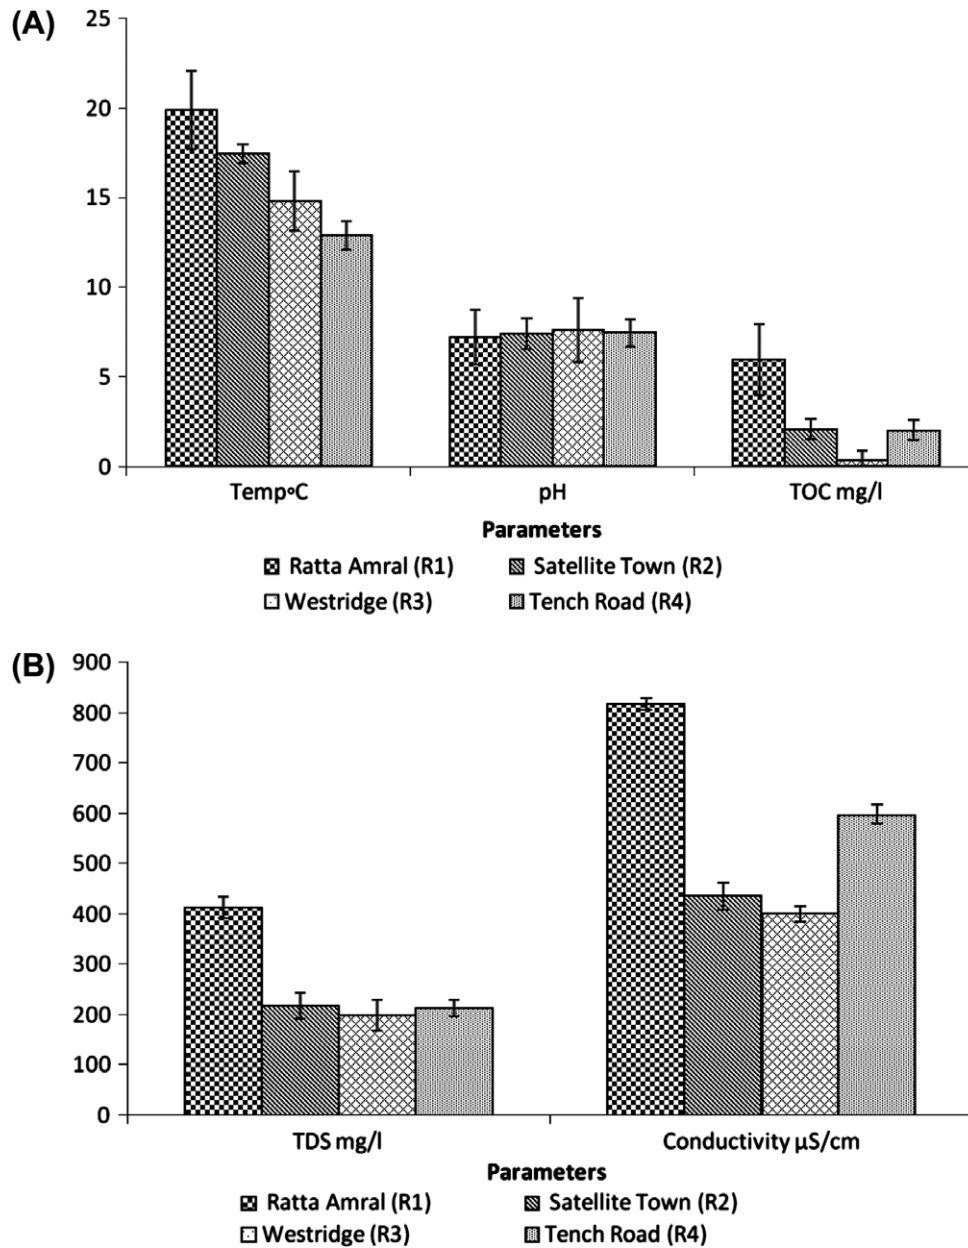 (A)
25
20
15
10
5
0
Temp∘C pH TOC mg/l
Parameters
Ratta Amral (R1) Satellite Town (R2)
Westridge (R3) Tench Road (R4)
(B)
900
800
700
600
500
400
300
200
100
0
TDS mg/l Conductivity µS/cm
Parameters
Ratta Amral (R1) Satellite Town (R2)
Westridge (R3) Tench Road (R4)